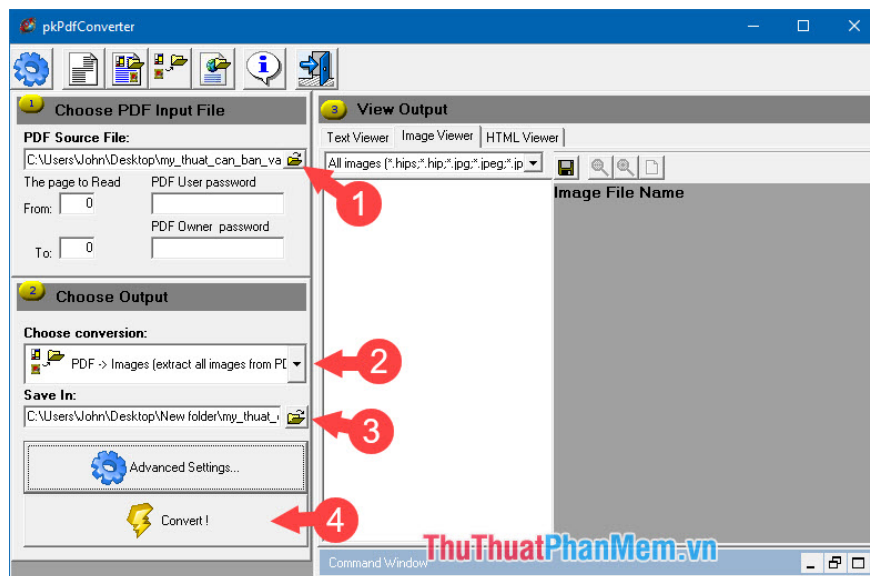 pkPdfConverter
1 Choose PDF Input File
PDF Source File:
C:\Users\John\Desktop\my_thuat_can_ban_va
The page to Read PDF User password
From: 0
PDF Owner password
To: 0
2 Choose Output
Choose conversion:
PDF -> Images (extract all images from PD
Save In:
C:\Users\John\Desktop\New folder\my_thuat_
Advanced Settings...
Convert !
3 View Output
Text Viewer Image Viewer HTML Viewer
All images (*.hips;*.hip;*.jpg;*.jpeg;*.jp
Image File Name
1
2
3
4
Command Window
ThuThuatPhanMem.vn